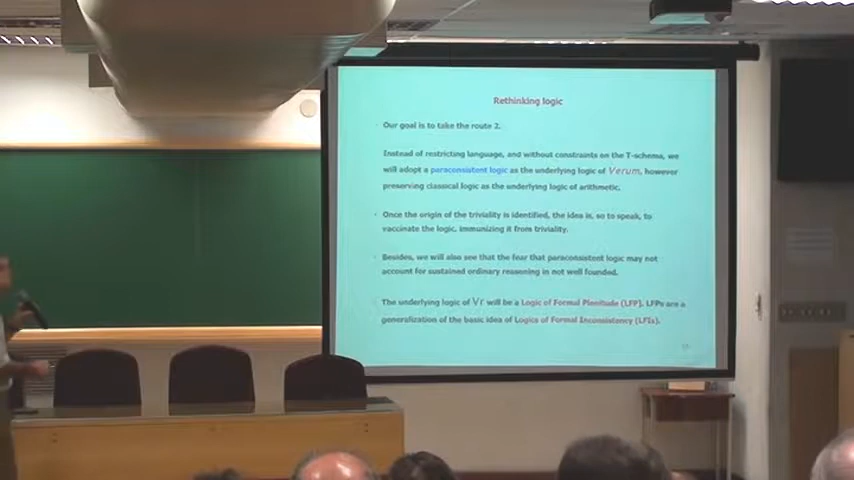 Rethinking logic
Our goal is to take the route 2.
Instead of restricting language, and without constraints on the T-schema, we
will adopt a paraconsistent logic as the underlying logic of Verum, however
preserving classical logic as the underlying logic of arithmetic.
Once the origin of the triviality is identified, the idea is, so to speak, to
vaccinate the logic, immunizing it from triviality.
Besides, we will also see that the fear that paraconsistent logic may not
account for sustained ordinary reasoning in not well founded.
The underlying logic of Vr will be a Logic of Formal Plenitude (LFP). LFPs are a
generalization of the basic idea of Logics of Formal Inconsistency (LFIs).